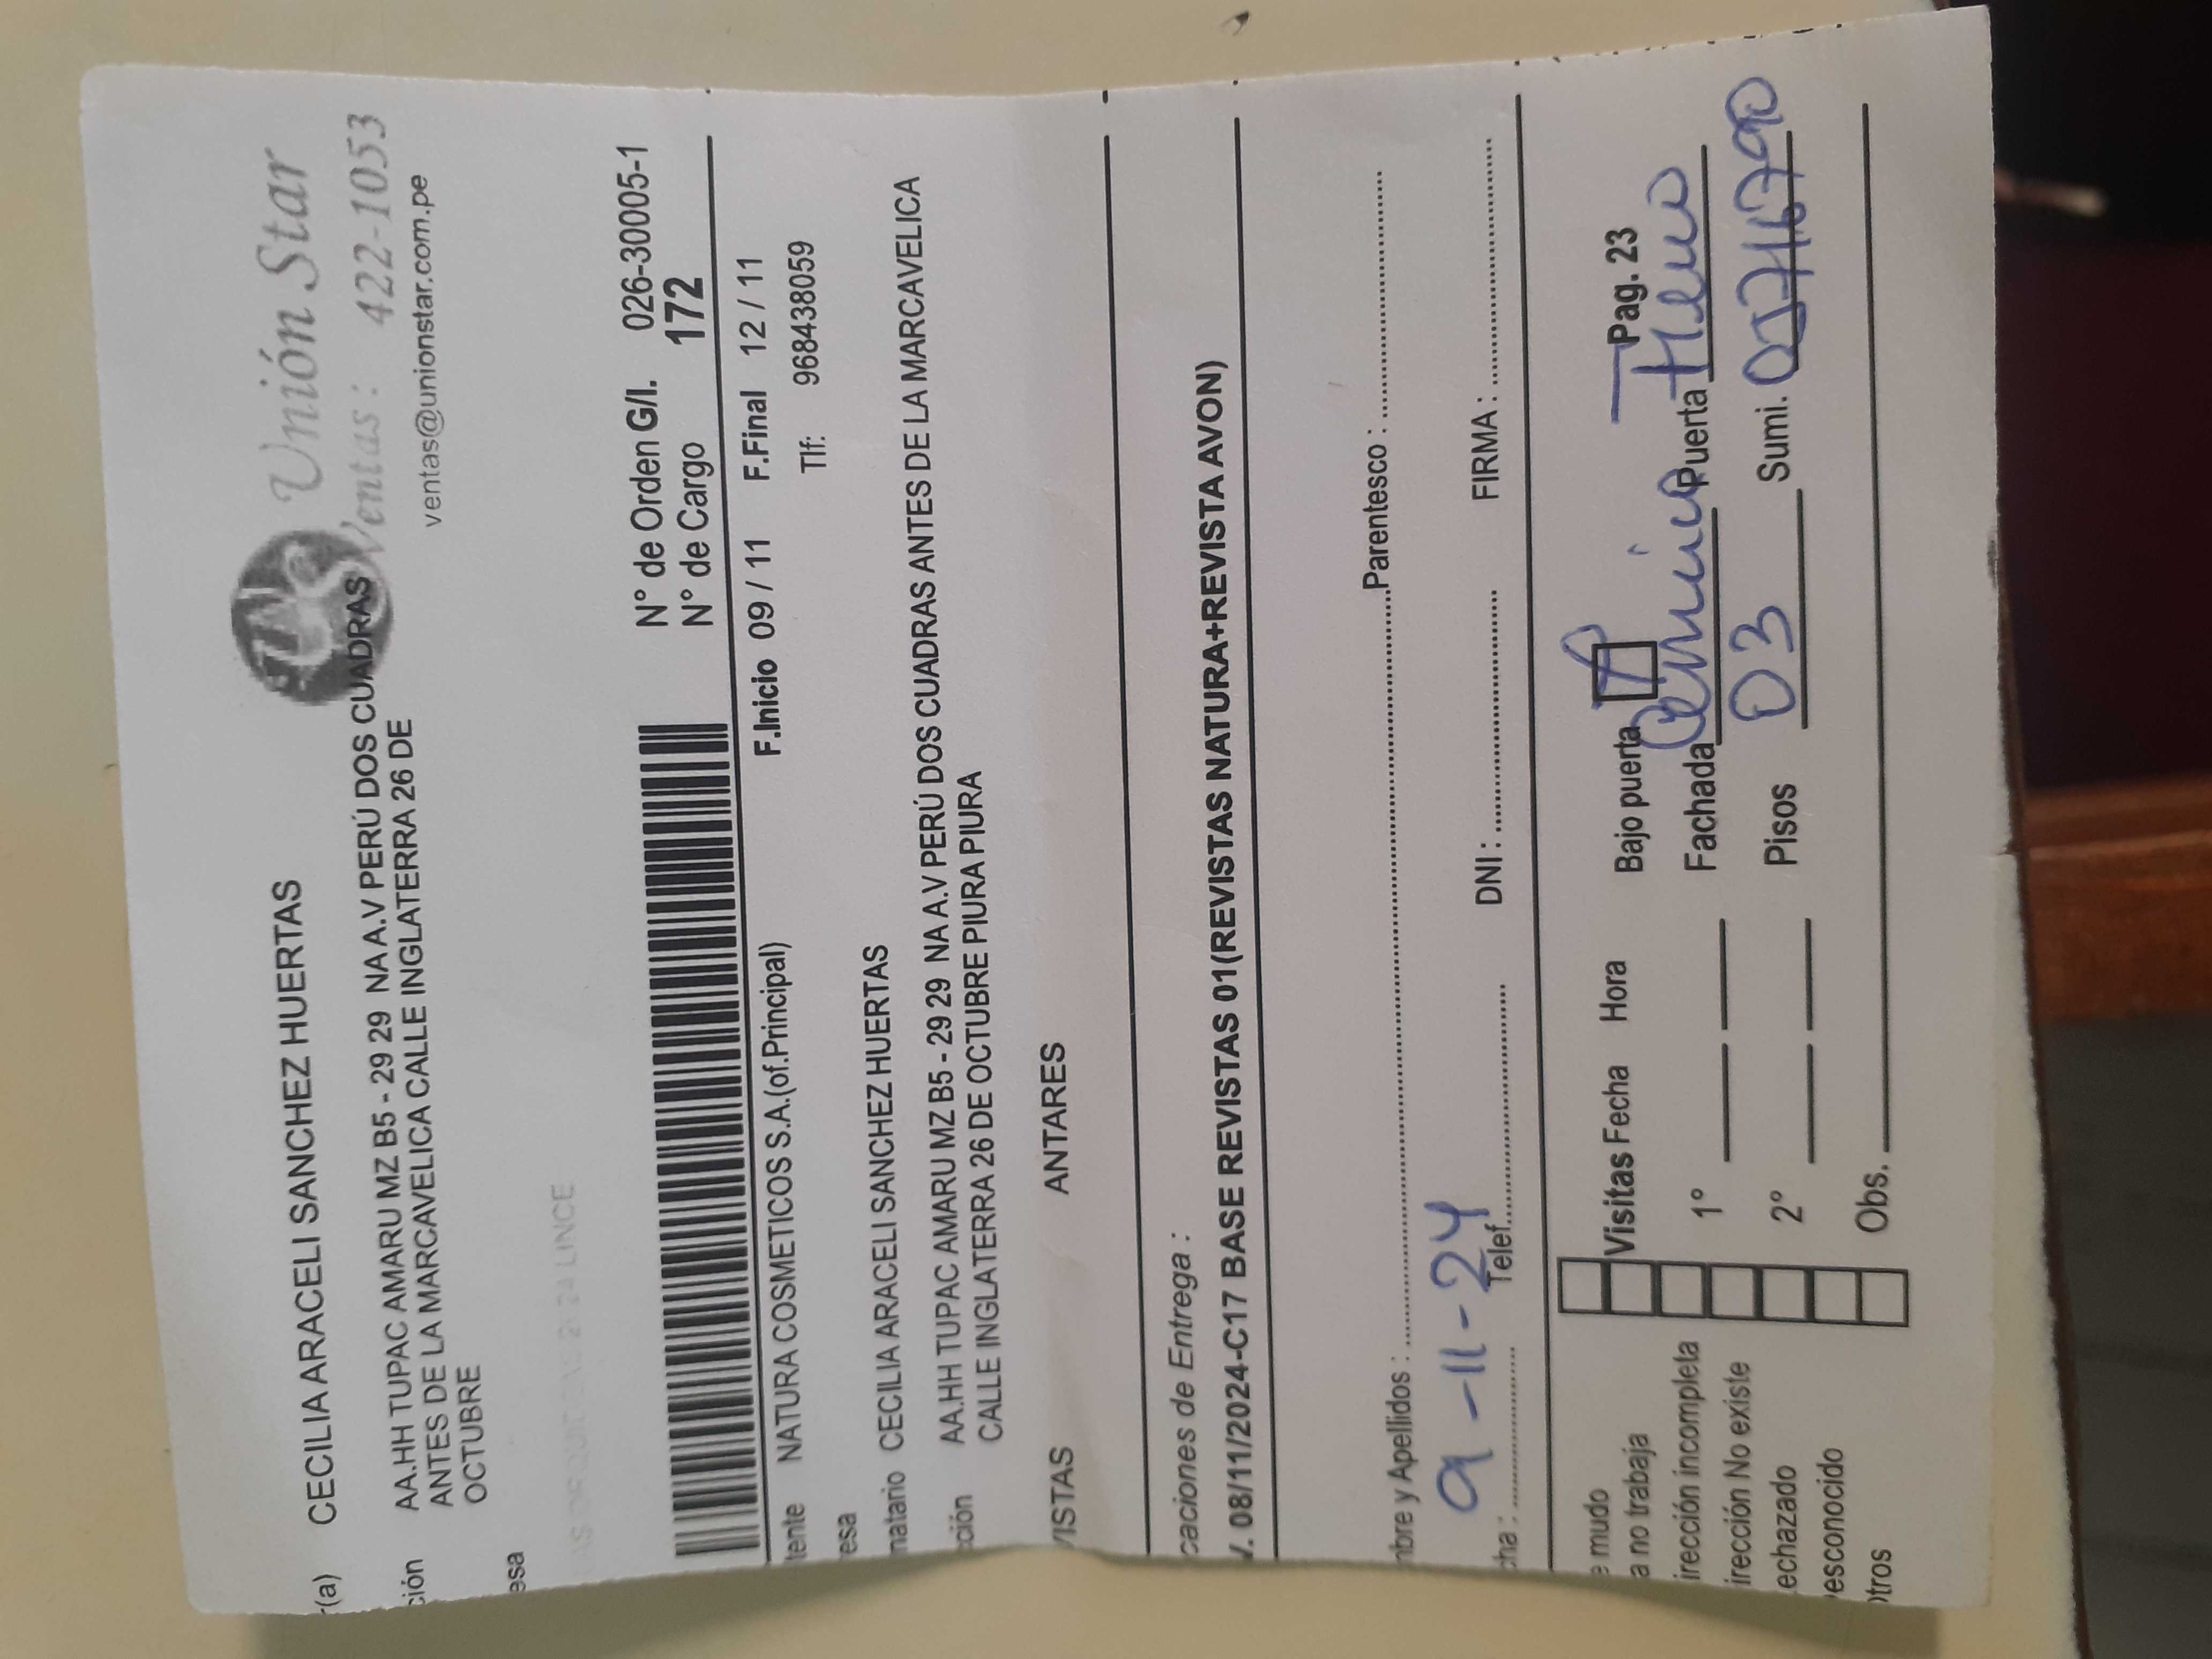 Unión Star
Ventas: 422-1053
ventas@unionstar.com.pe
r(a) CECILIA ARACELI SANCHEZ HUERTAS
ción AA.HH TUPAC AMARU MZ B5 - 29 29 NA A.V PERÚ DOS CUADRAS
ANTES DE LA MARCAVELICA CALLE INGLATERRA 26 DE
OCTUBRE
esa
LINCE
N° de Orden G/I. 026-30005-1
N° de Cargo 172
F.Inicio 09 / 11 F.Final 12 / 11
tente NATURA COSMETICOS S.A.(of.Principal)
Tlf: 968438059
esa
natario CECILIA ARACELI SANCHEZ HUERTAS
ción AA.HH TUPAC AMARU MZ B5 - 29 29 NA A.V PERÚ DOS CUADRAS ANTES DE LA MARCAVELICA
CALLE INGLATERRA 26 DE OCTUBRE PIURA PIURA
VISTAS ANTARES
caciones de Entrega :
V. 08/11/2024-C17 BASE REVISTAS 01(REVISTAS NATURA+REVISTA AVON)
nbre y Apellidos : Parentesco :
9-11-24
cha : Telef. DNI : FIRMA :
e mudo
a no trabaja Visitas Fecha Hora Bajo puerta Pag. 23
irección incompleta 1° Fachada Puerta
irección No existe
echazado 2° Pisos 03 Sumi.
esconocido
otros Obs.